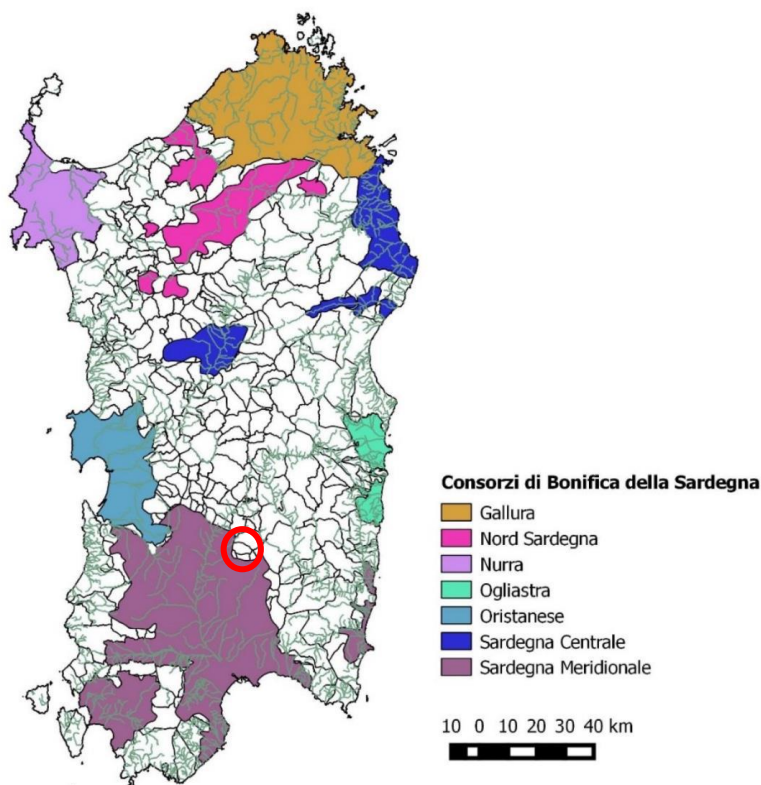 Consorzi di Bonifica della Sardegna
Gallura
Nord Sardegna
Nurra
Ogliastra
Oristanese
Sardegna Centrale
Sardegna Meridionale
10 0 10 20 30 40 km